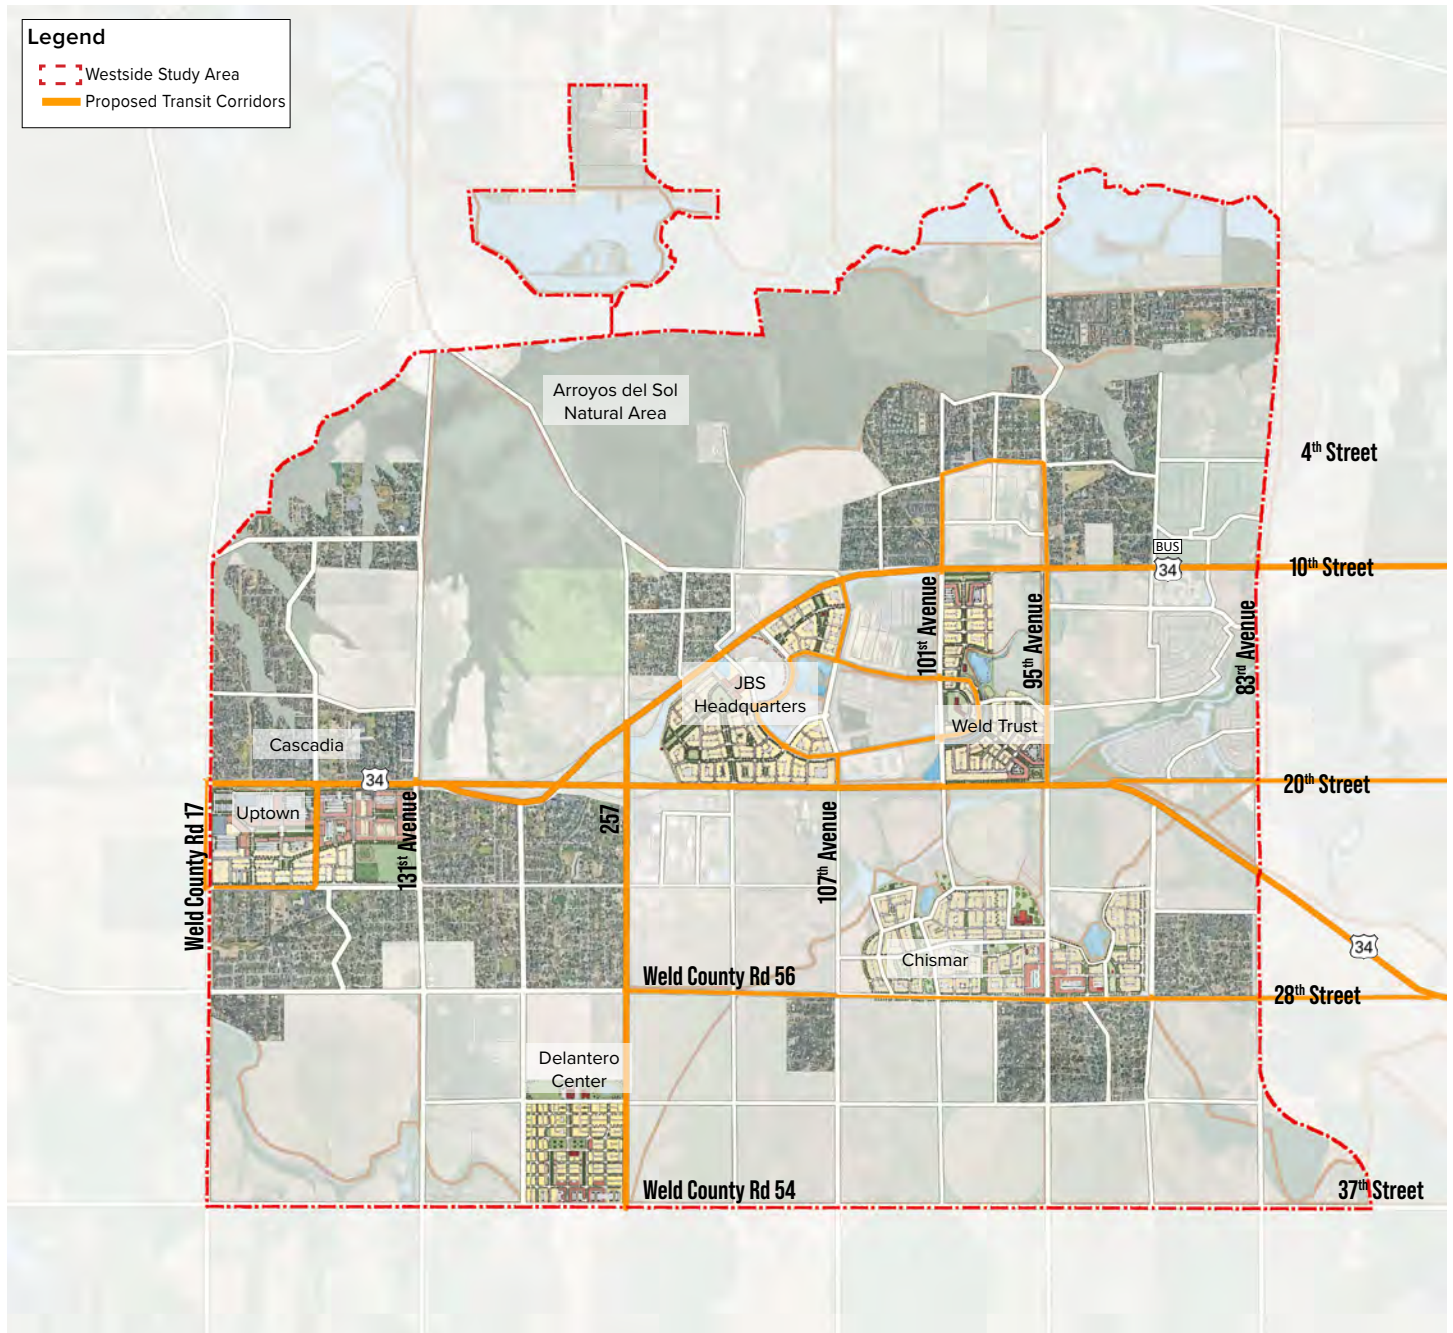 Legend
Westside Study Area
Proposed Transit Corridors
Arroyos del Sol
Natural Area
4th Street
BUS
34
10th Street
101st Avenue
95th Avenue
83rd Avenue
JBS
Headquarters
Weld Trust
Cascadia
34
20th Street
Uptown
Weld County Rd 17
131st Avenue
257
107th Avenue
34
Chismar
Weld County Rd 56
28th Street
Delantero
Center
Weld County Rd 54
37th Street